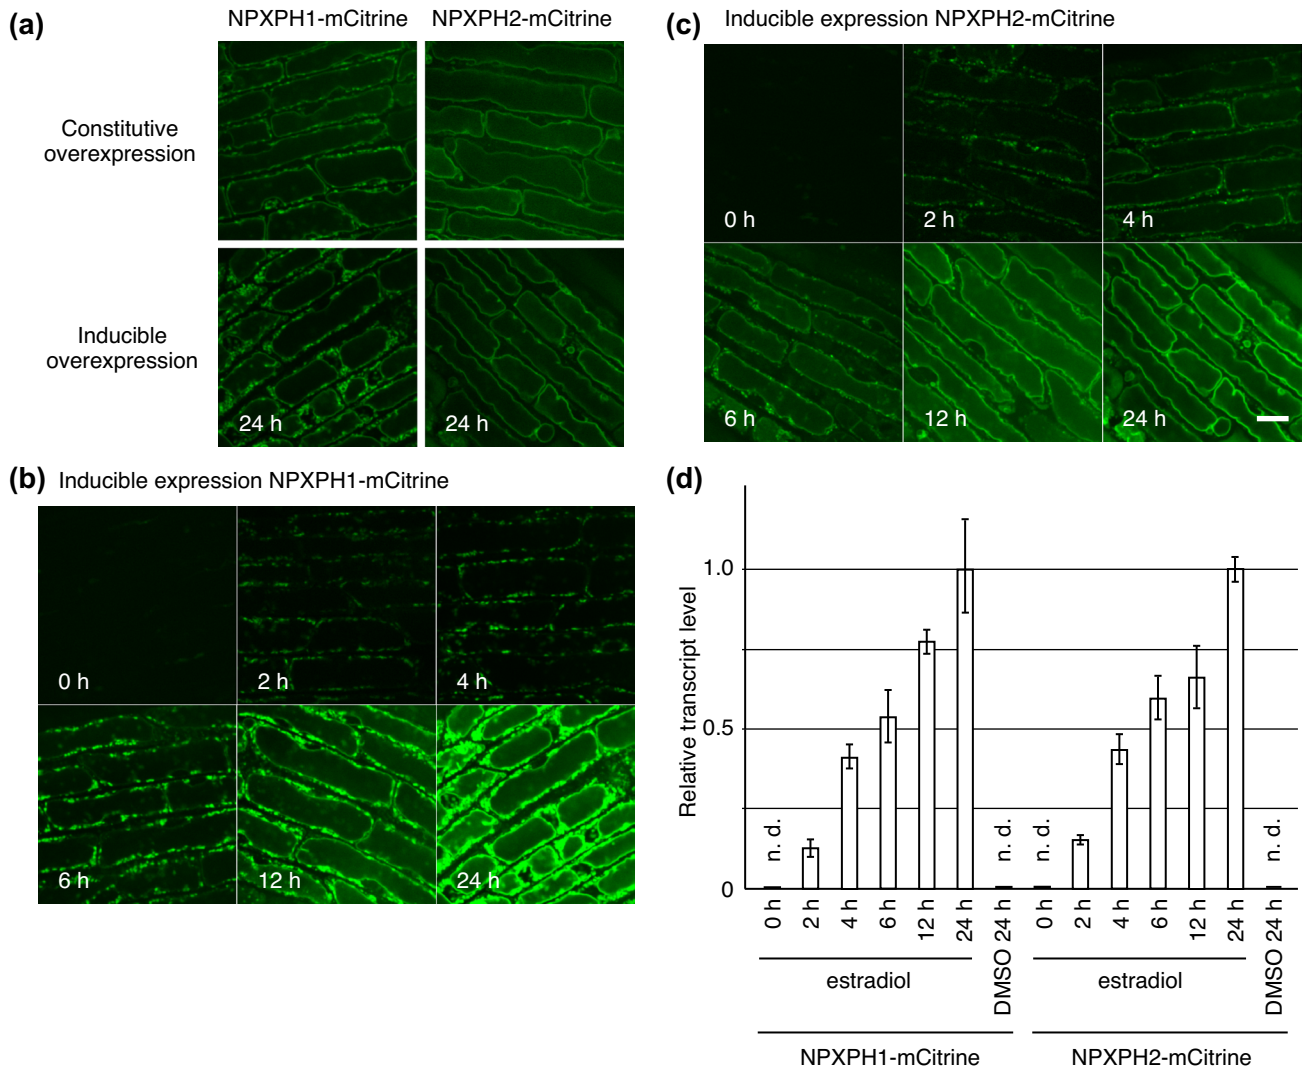 (a)
NPXPH1-mCitrine
NPXPH2-mCitrine
Constitutive
overexpression
Inducible
overexpression
24 h
24 h
(b) Inducible expression NPXPH1-mCitrine
0 h
2 h
4 h
6 h
12 h
24 h
(c) Inducible expression NPXPH2-mCitrine
0 h
2 h
4 h
6 h
12 h
24 h
(d)
Relative transcript level
1.0
0.5
0
n. d.
n. d.
n. d.
n. d.
0 h
2 h
4 h
6 h
12 h
24 h
DMSO 24 h
0 h
2 h
4 h
6 h
12 h
24 h
DMSO 24 h
estradiol
estradiol
NPXPH1-mCitrine
NPXPH2-mCitrine